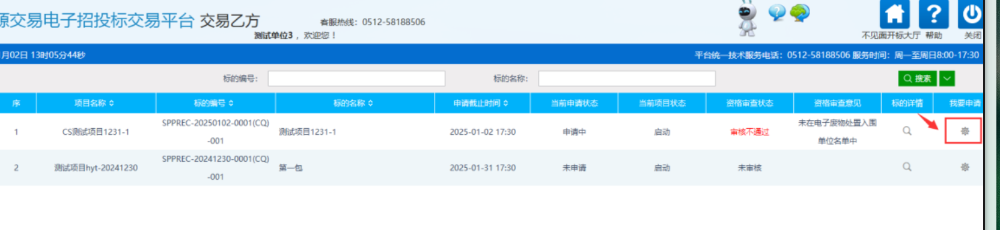 源交易电子招投标交易平台 交易乙方
客服热线：0512-58188506
测试单位3，欢迎您！
不见面开标大厅 帮助 关闭
月02日 13时05分44秒
平台统一技术服务电话：0512-58188506 服务时间：周一至周日8:00-17:30
标的编号： 标的名称： 搜索
序 项目名称 标的编号 标的名称 申请截止时间 当前申请状态 当前项目状态 资格审查状态 资格审查意见 标的详情 我要申请
1 CS测试项目1231-1 SPPREC-20250102-0001(CQ)-001 测试项目1231-1 2025-01-02 17:30 申请中 启动 审核不通过 未在电子废物处置入围单位名单中
2 测试项目hyt-20241230 SPPREC-20241230-0001(CQ)-001 第一包 2025-01-31 17:30 未申请 启动 未审核